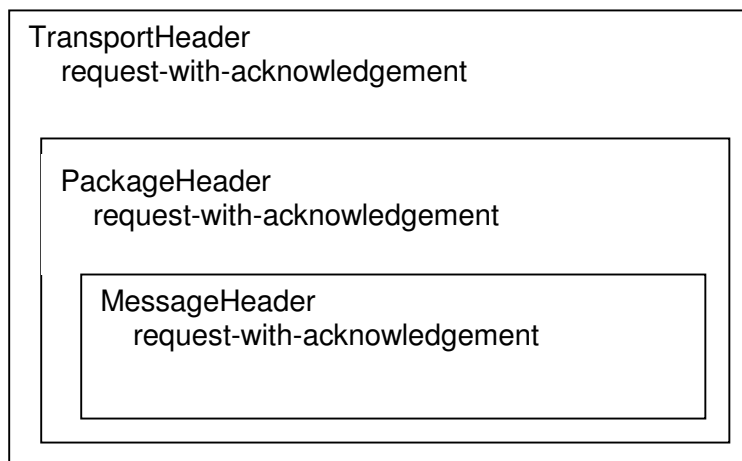 TransportHeader
request-with-acknowledgement
PackageHeader
request-with-acknowledgement
MessageHeader
request-with-acknowledgement